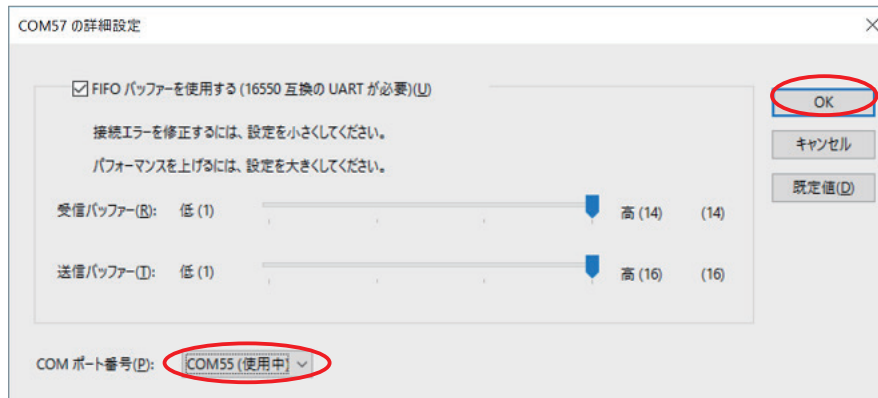 COM57 の詳細設定
FIFO バッファーを使用する (16550 互換の UART が必要)(U)
接続エラーを修正するには、設定を小さくしてください。
パフォーマンスを上げるには、設定を大きくしてください。
受信バッファー(R): 低 (1) 高 (14) (14)
送信バッファー(T): 低 (1) 高 (16) (16)
COM ポート番号(P): COM55 (使用中)
OK
キャンセル
既定値(D)